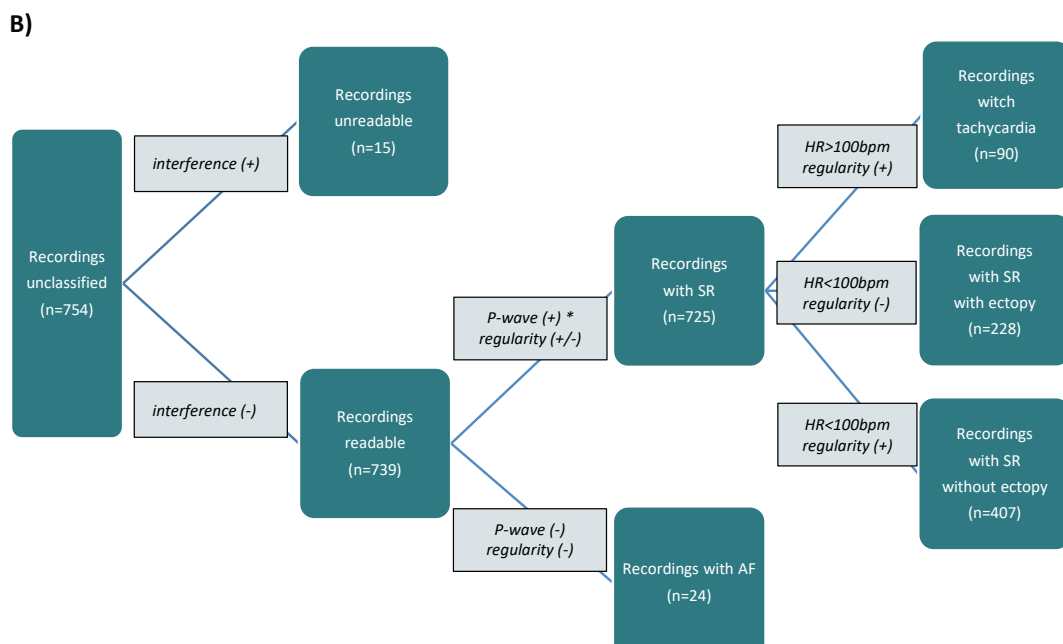 B)
Recordings
unclassified
(n=754)
interference (+)
interference (-)
Recordings
unreadable
(n=15)
Recordings
readable
(n=739)
P-wave (+) *
regularity (+/-)
P-wave (-)
regularity (-)
Recordings
with SR
(n=725)
Recordings with AF
(n=24)
HR>100bpm
regularity (+)
HR<100bpm
regularity (-)
HR<100bpm
regularity (+)
Recordings
witch
tachycardia
(n=90)
Recordings
with SR
with ectopy
(n=228)
Recordings
with SR
without ectopy
(n=407)